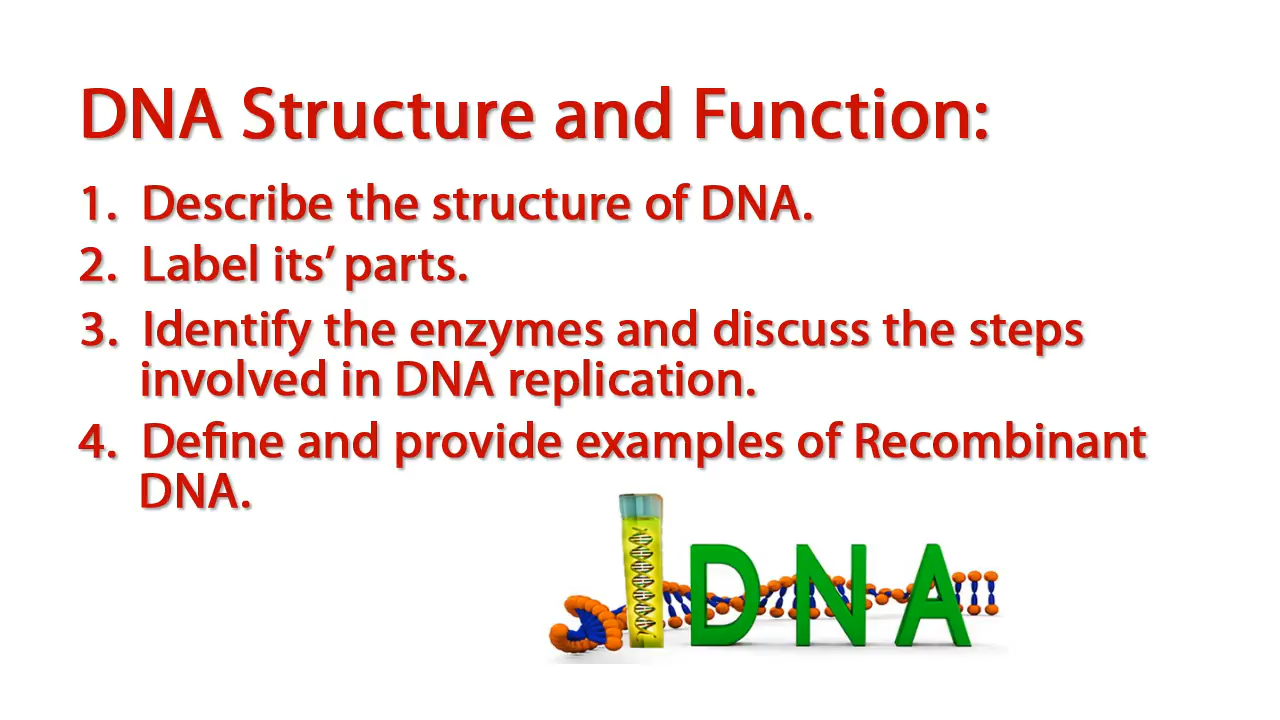 DNA Structure and Function:
1. Describe the structure of DNA.
2. Label its’ parts.
3. Identify the enzymes and discuss the steps
involved in DNA replication.
4. Define and provide examples of Recombinant
DNA.
DNA